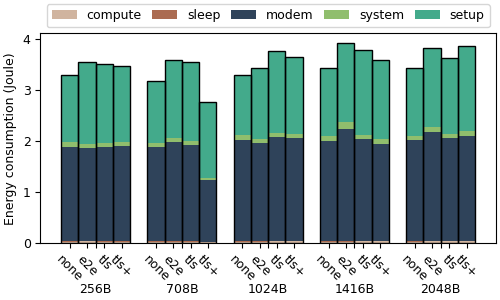 compute sleep modem system setup
Energy consumption (Joule)
4
3
2
1
0
none e2e tls tls+ none e2e tls tls+ none e2e tls tls+ none e2e tls tls+ none e2e tls tls+
256B 708B 1024B 1416B 2048B